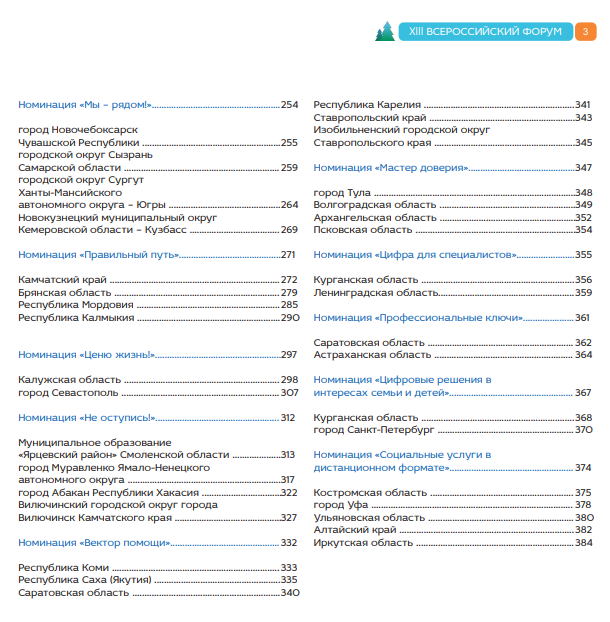 XIII ВСЕРОССИЙСКИЙ ФОРУМ 3
Номинация «Мы – рядом!».....254
город Новочебоксарск
Чувашской Республики .....255
городской округ Сызрань
Самарской области .....259
городской округ Сургут
Ханты-Мансийского
автономного округа – Югры .....264
Новокузнецкий муниципальный округ
Кемеровской области – Кузбасс .....269
Номинация «Правильный путь».....271
Камчатский край .....272
Брянская область .....279
Республика Мордовия .....285
Республика Калмыкия .....290
Номинация «Ценю жизнь!».....297
Калужская область .....298
город Севастополь .....307
Номинация «Не оступись!».....312
Муниципальное образование
«Ярцевский район» Смоленской области .....313
город Муравленко Ямало-Ненецкого
автономного округа .....317
город Абакан Республики Хакасия .....322
Вилючинский городской округ города
Вилючинск Камчатского края .....327
Номинация «Вектор помощи».....332
Республика Коми .....333
Республика Саха (Якутия) .....335
Саратовская область .....340
Республика Карелия .....341
Ставропольский край .....343
Изобильненский городской округ
Ставропольского края .....345
Номинация «Мастер доверия».....347
город Тула .....348
Волгоградская область .....349
Архангельская область .....352
Псковская область .....354
Номинация «Цифра для специалистов».....355
Курганская область .....356
Ленинградская область.....359
Номинация «Профессиональные ключи».....361
Саратовская область .....362
Астраханская область .....364
Номинация «Цифровые решения в
интересах семьи и детей».....367
Курганская область .....368
город Санкт-Петербург .....370
Номинация «Социальные услуги в
дистанционном формате».....374
Костромская область .....375
город Уфа .....378
Ульяновская область .....380
Алтайский край .....382
Иркутская область .....384